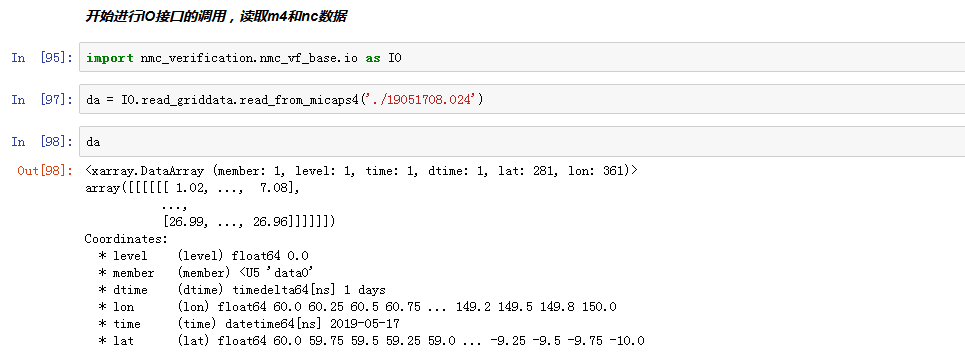 开始进行IO接口的调用，读取m4和nc数据
In [95]: import nmc_verification.nmc_vf_base.io as IO
In [97]: da = IO.read_griddata.read_from_micaps4('./19051708.024')
In [98]: da
Out[98]: <xarray.DataArray (member: 1, level: 1, time: 1, dtime: 1, lat: 281, lon: 361)>
array([[[[[[ 1.02, ..., 7.08],
...,
[26.99, ..., 26.96]]]]]])
Coordinates:
* level (level) float64 0.0
* member (member) <U5 'data0'
* dtime (dtime) timedelta64[ns] 1 days
* lon (lon) float64 60.0 60.25 60.5 60.75 ... 149.2 149.5 149.8 150.0
* time (time) datetime64[ns] 2019-05-17
* lat (lat) float64 60.0 59.75 59.5 59.25 59.0 ... -9.25 -9.5 -9.75 -10.0